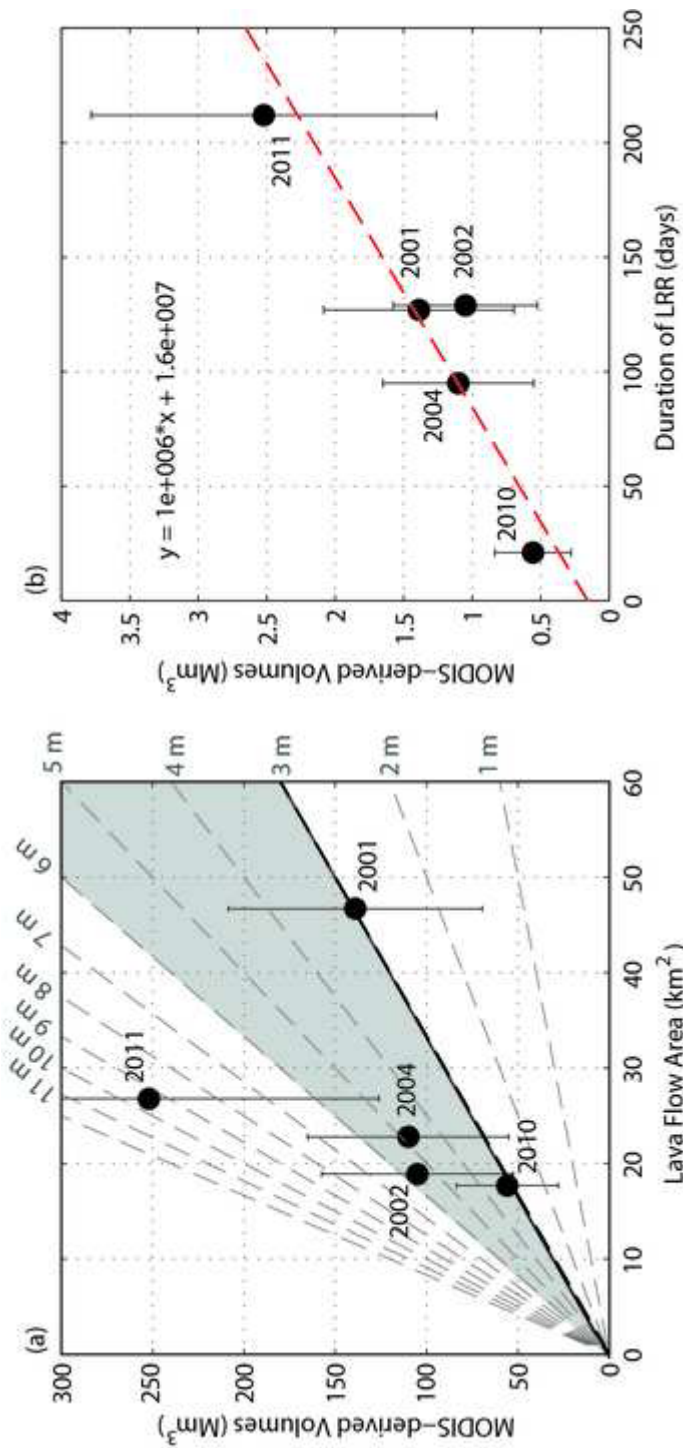 (a)
MODIS-derived Volumes (Mm³)
300
250
200
150
100
50
0
11 m
10 m
9 m
8 m
7 m
6 m
5 m
4 m
3 m
2 m
1 m
2011
2004
2002
2010
2001
0 10 20 30 40 50 60
Lava Flow Area (km²)
(b)
MODIS-derived Volumes (Mm³)
4
3.5
3
2.5
2
1.5
1
0.5
0
y = 1e+006*x + 1.6e+007
2011
2001
2002
2004
2010
0 50 100 150 200 250
Duration of LRR (days)